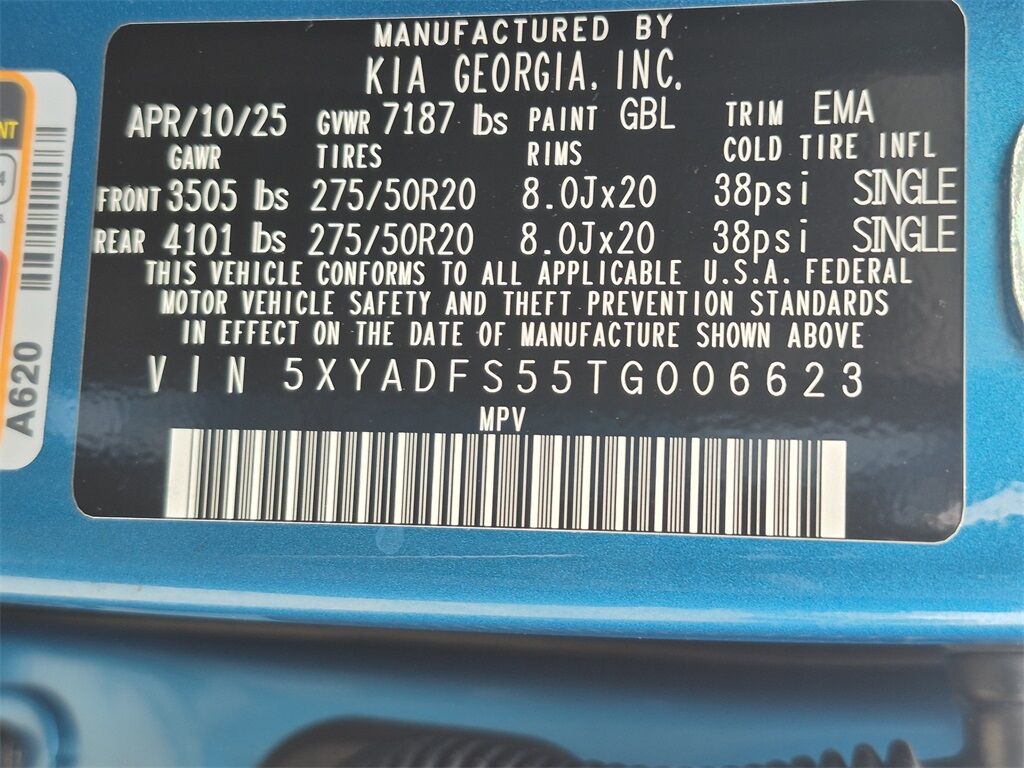 MANUFACTURED BY
KIA GEORGIA, INC.
APR/10/25 GVWR 7187 lbs PAINT GBL TRIM EMA
GAWR TIRES RIMS COLD TIRE INFL
FRONT 3505 lbs 275/50R20 8.0Jx20 38psi SINGLE
REAR 4101 lbs 275/50R20 8.0Jx20 38psi SINGLE
THIS VEHICLE CONFORMS TO ALL APPLICABLE U.S.A. FEDERAL
MOTOR VEHICLE SAFETY AND THEFT PREVENTION STANDARDS
IN EFFECT ON THE DATE OF MANUFACTURE SHOWN ABOVE
VIN 5XYADFS55TG006623
MPV
A620
4